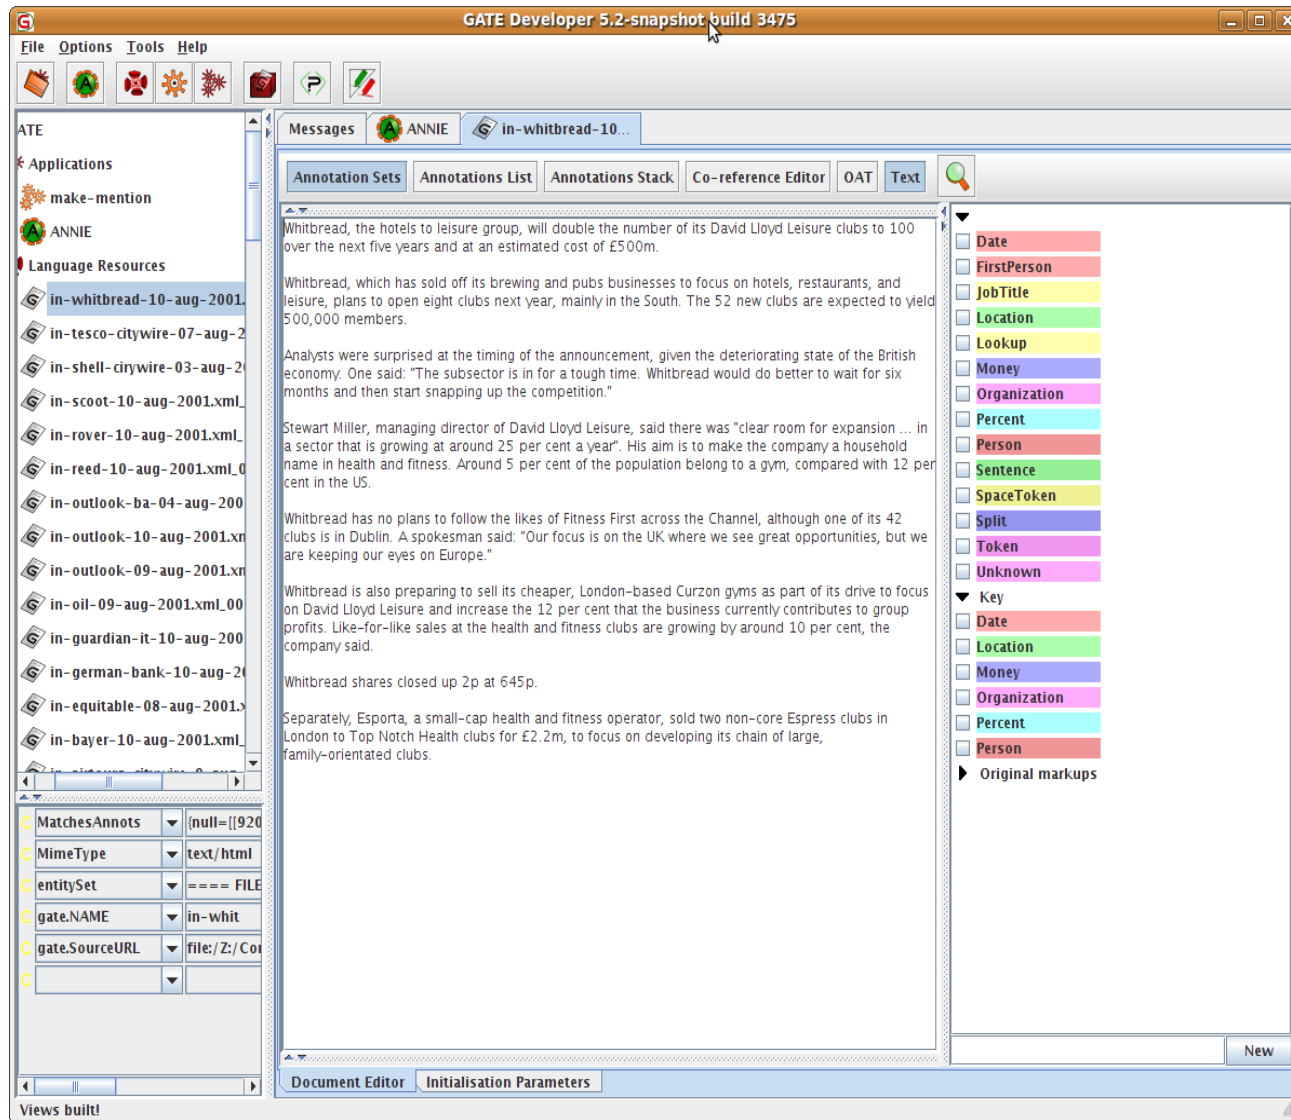 GATE Developer 5.2-snapshot build 3475
File Options Tools Help
ATE
Applications
make-mention
ANNIE
Language Resources
in-whitbread-10-aug-2001.
in-tesco-citywire-07-aug-2
in-shell-cirywire-03-aug-2
in-scoot-10-aug-2001.xml_
in-rover-10-aug-2001.xml_
in-reed-10-aug-2001.xml_0
in-outlook-ba-04-aug-200
in-outlook-10-aug-2001.xn
in-outlook-09-aug-2001.xn
in-oil-09-aug-2001.xml_00
in-guardian-it-10-aug-200
in-german-bank-10-aug-2
in-equitable-08-aug-2001.x
in-bayer-10-aug-2001.xml_
MatchesAnnots {null=[[920
MimeType text/html
entitySet ==== FILE
gate.NAME in-whit
gate.SourceURL file:/Z:/Co
Messages ANNIE in-whitbread-10...
Annotation Sets Annotations List Annotations Stack Co-reference Editor OAT Text
Whitbread, the hotels to leisure group, will double the number of its David Lloyd Leisure clubs to 100
over the next five years and at an estimated cost of £500m.
Whitbread, which has sold off its brewing and pubs businesses to focus on hotels, restaurants, and
leisure, plans to open eight clubs next year, mainly in the South. The 52 new clubs are expected to yield
500,000 members.
Analysts were surprised at the timing of the announcement, given the deteriorating state of the British
economy. One said: "The subsector is in for a tough time. Whitbread would do better to wait for six
months and then start snapping up the competition."
Stewart Miller, managing director of David Lloyd Leisure, said there was "clear room for expansion ... in
a sector that is growing at around 25 per cent a year". His aim is to make the company a household
name in health and fitness. Around 5 per cent of the population belong to a gym, compared with 12 per
cent in the US.
Whitbread has no plans to follow the likes of Fitness First across the Channel, although one of its 42
clubs is in Dublin. A spokesman said: "Our focus is on the UK where we see great opportunities, but we
are keeping our eyes on Europe."
Whitbread is also preparing to sell its cheaper, London-based Curzon gyms as part of its drive to focus
on David Lloyd Leisure and increase the 12 per cent that the business currently contributes to group
profits. Like-for-like sales at the health and fitness clubs are growing by around 10 per cent, the
company said.
Whitbread shares closed up 2p at 645p.
Separately, Esporta, a small-cap health and fitness operator, sold two non-core Espress clubs in
London to Top Notch Health clubs for £2.2m, to focus on developing its chain of large,
family-orientated clubs.
Date
FirstPerson
JobTitle
Location
Lookup
Money
Organization
Percent
Person
Sentence
SpaceToken
Split
Token
Unknown
Key
Date
Location
Money
Organization
Percent
Person
Original markups
New
Document Editor Initialisation Parameters
Views built!